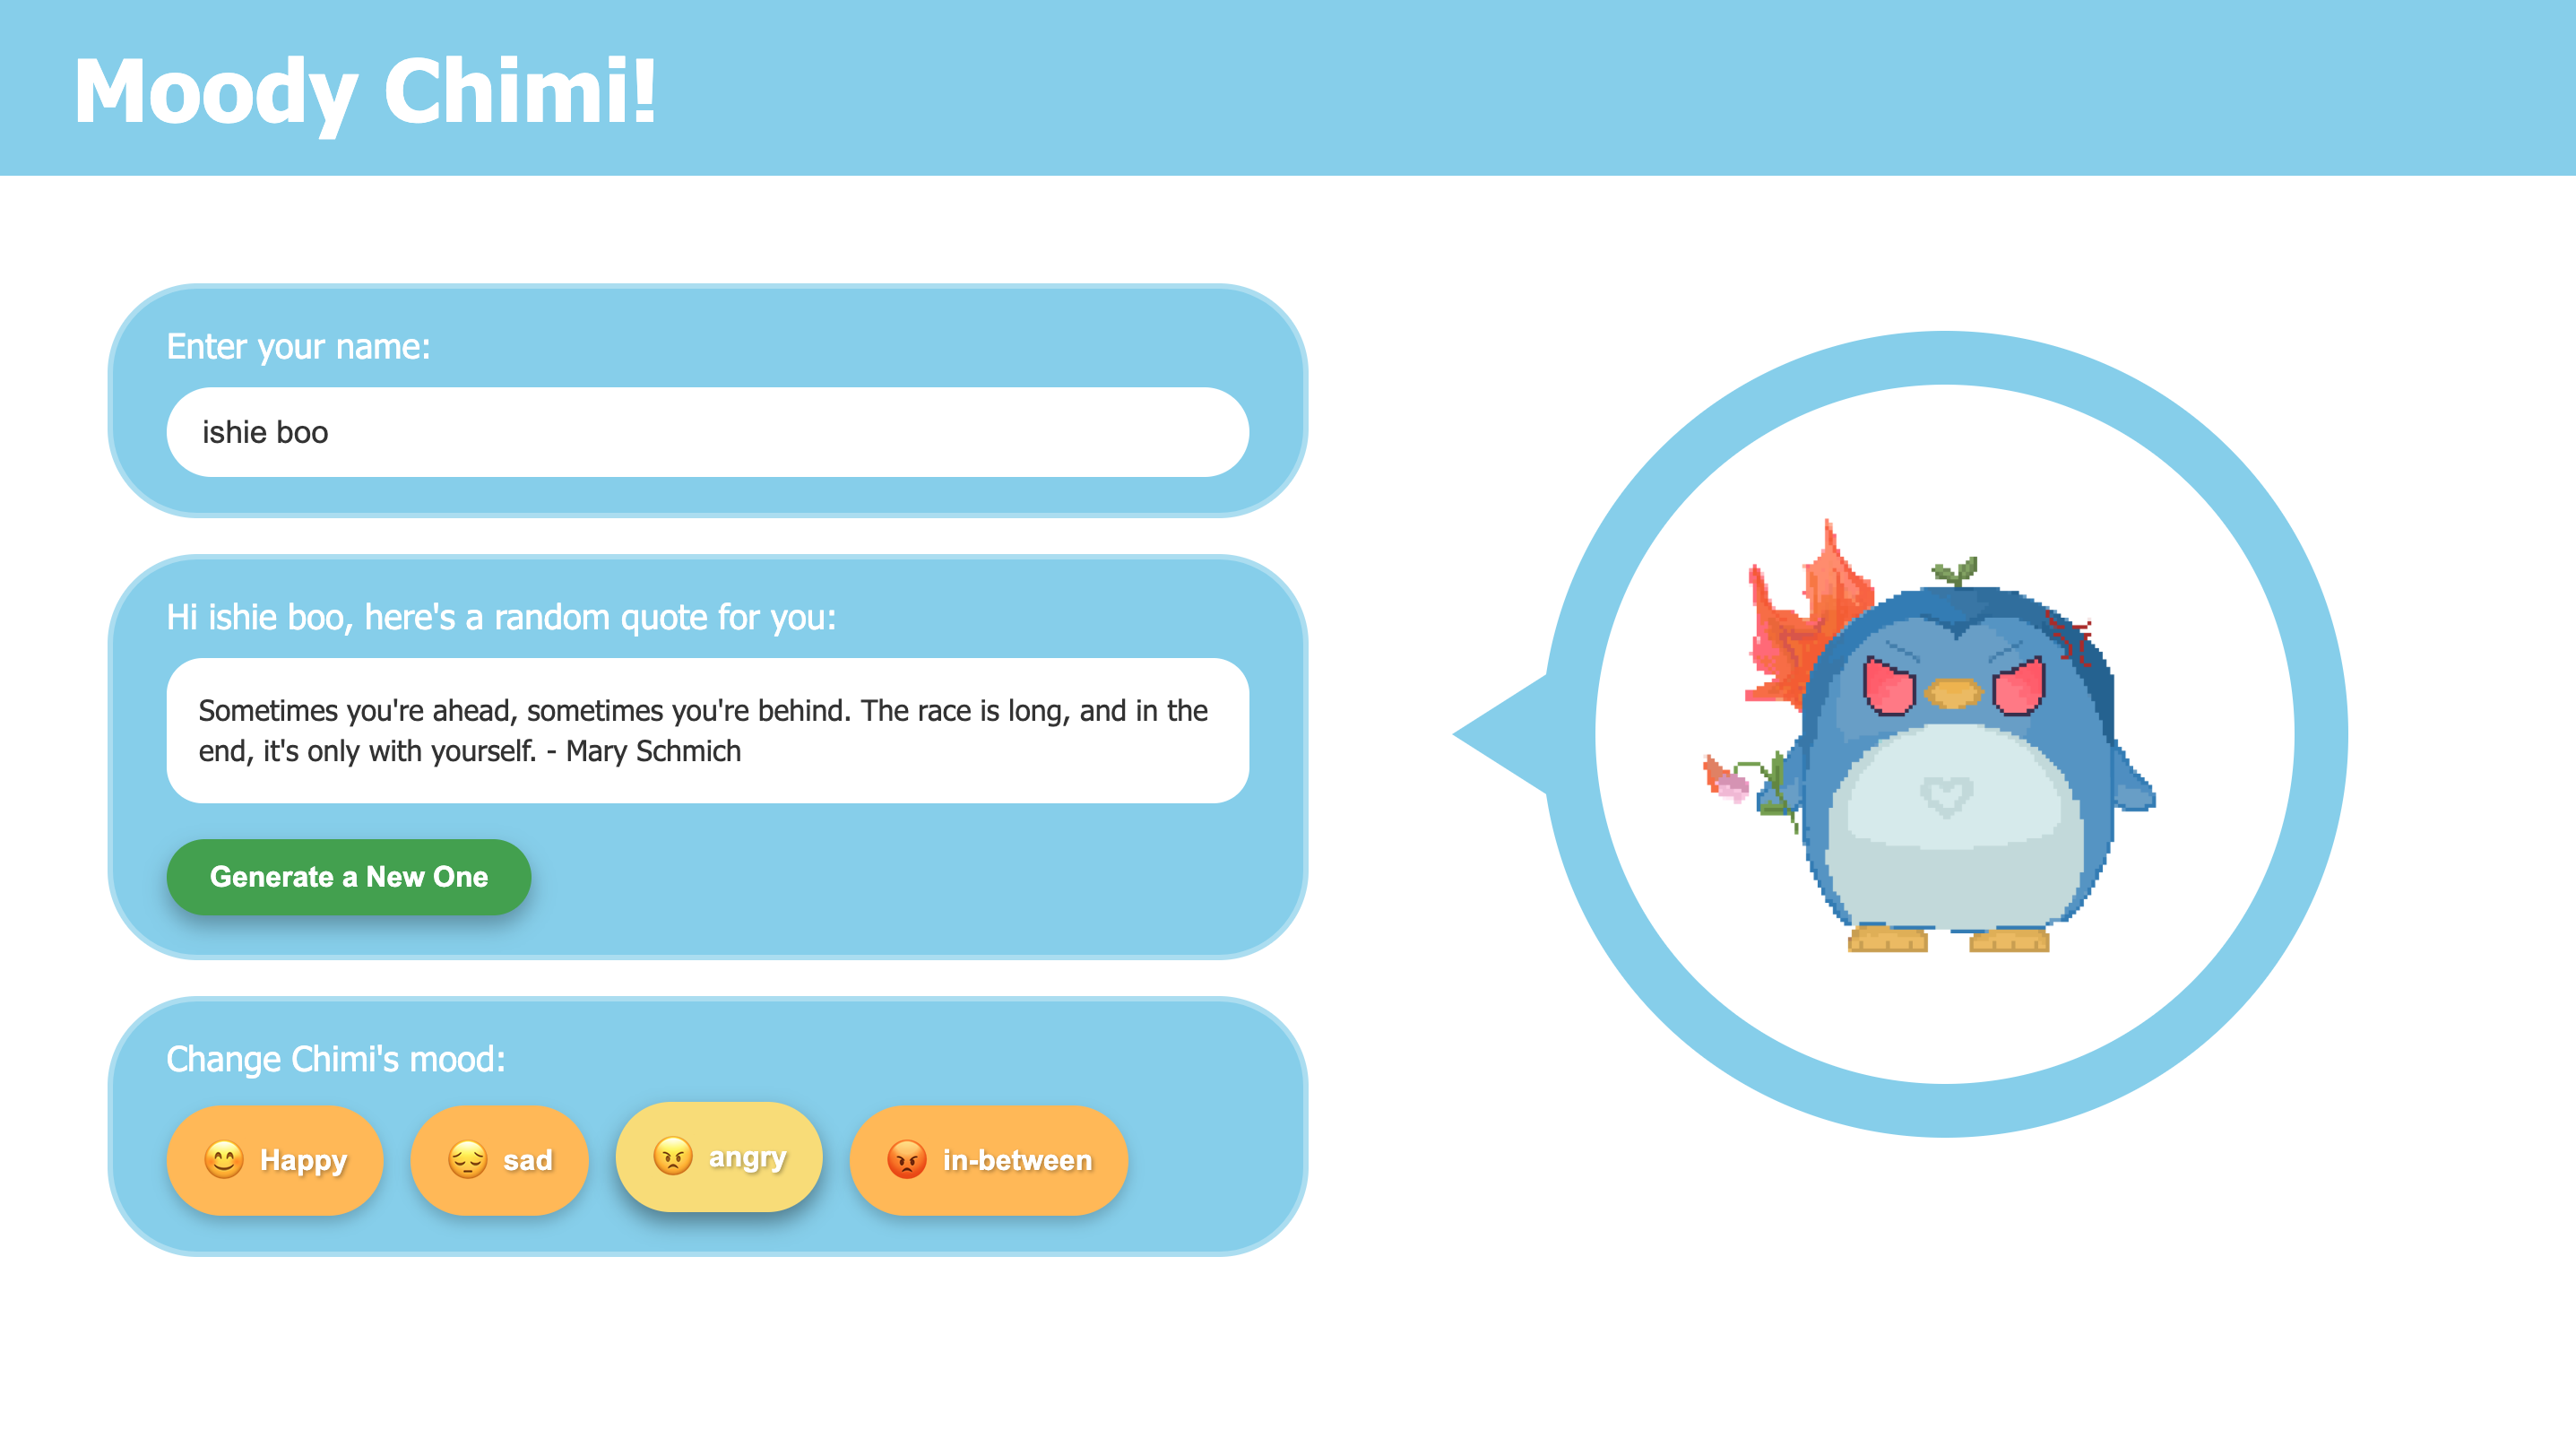 Moody Chimi!
Enter your name:
ishie boo
Hi ishie boo, here's a random quote for you:
Sometimes you're ahead, sometimes you're behind. The race is long, and in the
end, it's only with yourself. - Mary Schmich
Generate a New One
Change Chimi's mood:
😊 Happy 😔 sad 😠 angry 😡 in-between